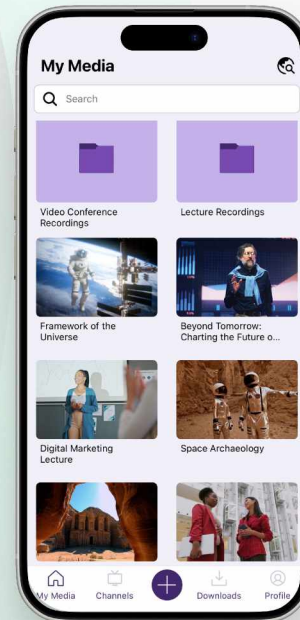 My Media
Search
Video Conference
Recordings
Lecture Recordings
Framework of the
Universe
Beyond Tomorrow:
Charting the Future o...
Digital Marketing
Lecture
Space Archaeology
My Media
Channels
Downloads
Profile